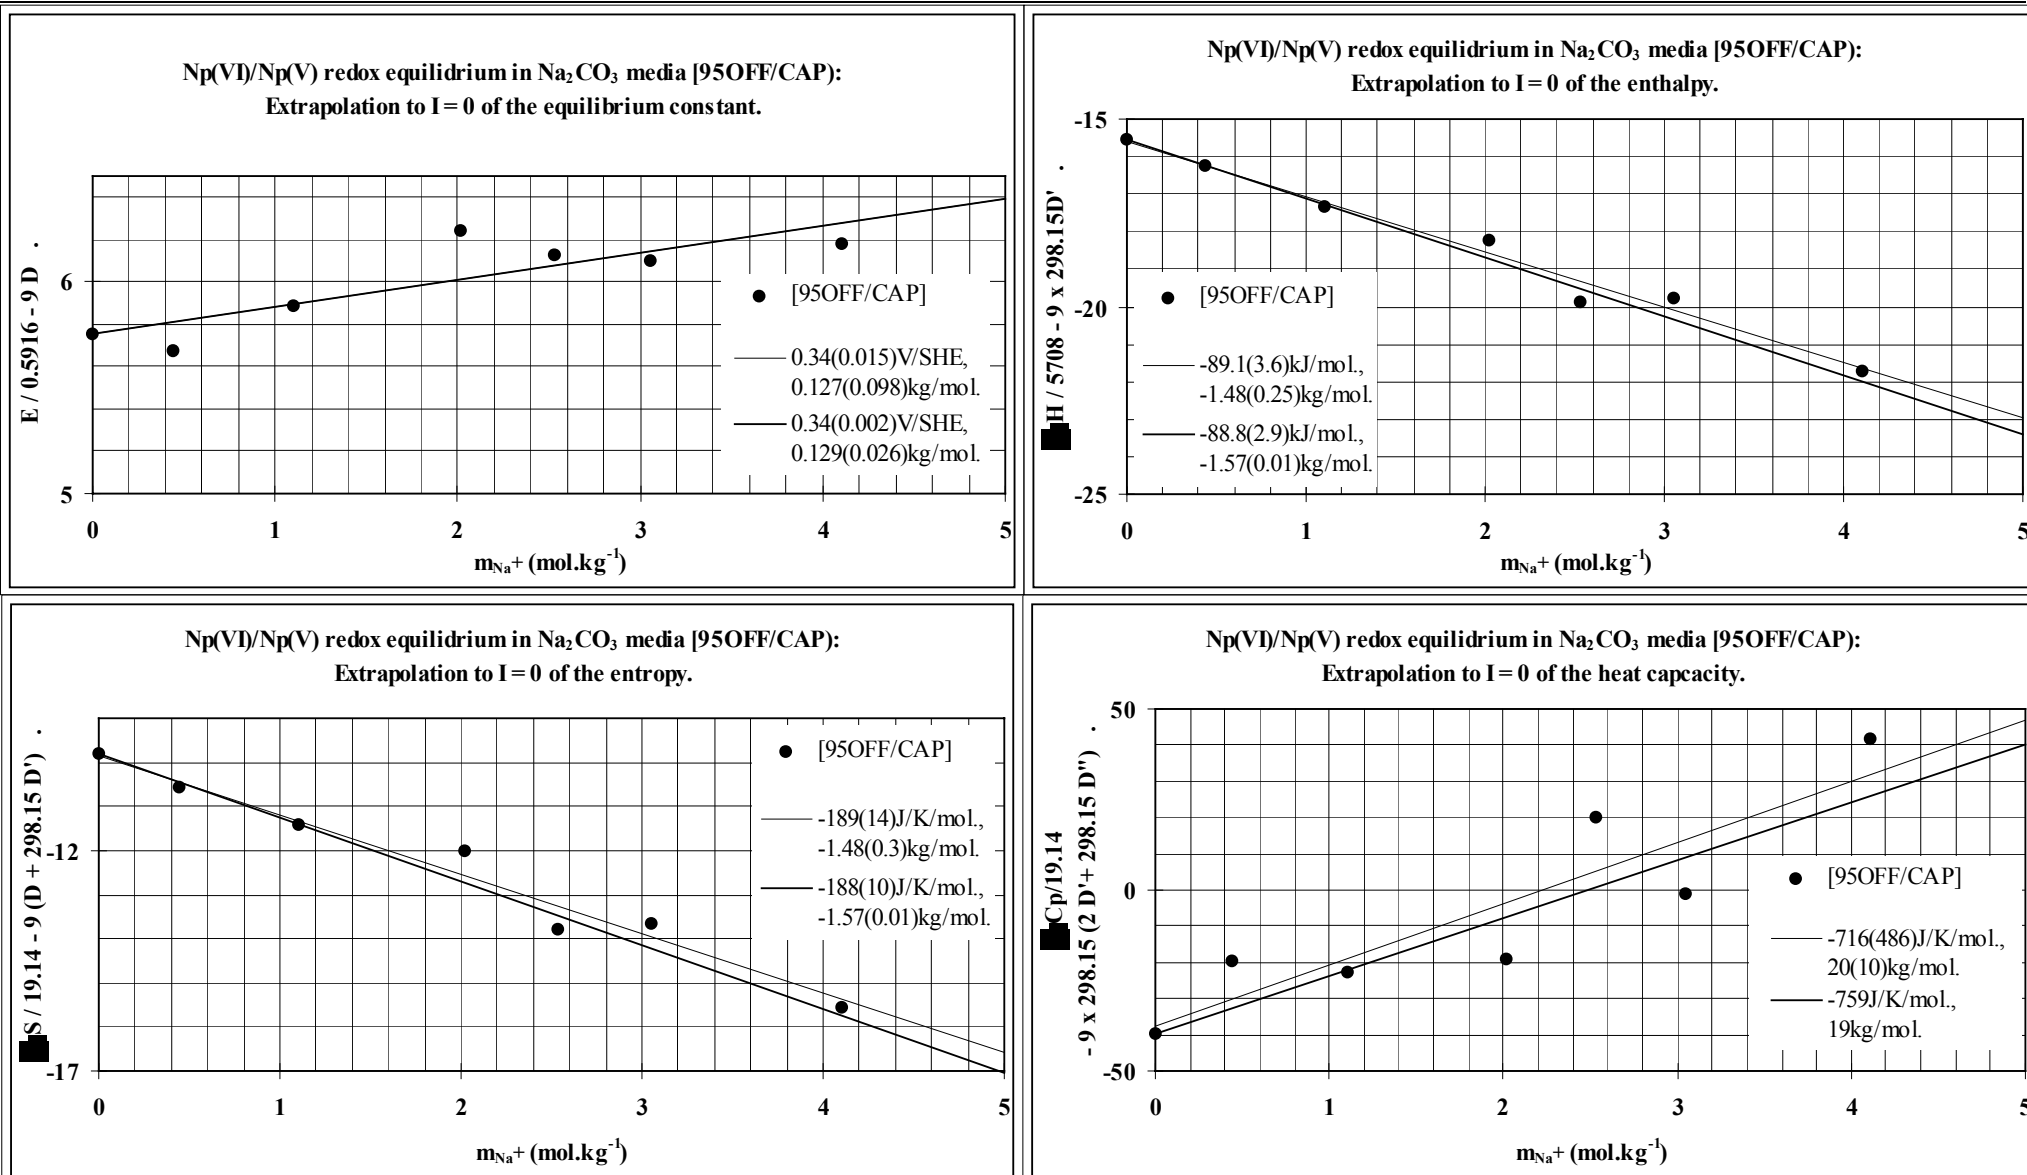 Np(VI)/Np(V) redox equilidrium in Na₂CO₃ media [95OFF/CAP):
Extrapolation to I = 0 of the equilibrium constant.
E / 0.5916 - 9 D .
6
5
0 1 2 3 4 5
m_Na+ (mol.kg⁻¹)
[95OFF/CAP]
0.34(0.015)V/SHE,
0.127(0.098)kg/mol.
0.34(0.002)V/SHE,
0.129(0.026)kg/mol.
Np(VI)/Np(V) redox equilidrium in Na₂CO₃ media [95OFF/CAP):
Extrapolation to I = 0 of the enthalpy.
H / 5708 - 9 x 298.15D' .
-15
-20
-25
0 1 2 3 4 5
m_Na+ (mol.kg⁻¹)
[95OFF/CAP]
-89.1(3.6)kJ/mol.,
-1.48(0.25)kg/mol.
-88.8(2.9)kJ/mol.,
-1.57(0.01)kg/mol.
Np(VI)/Np(V) redox equilidrium in Na₂CO₃ media [95OFF/CAP):
Extrapolation to I = 0 of the entropy.
S / 19.14 - 9 (D + 298.15 D') .
-12
-17
0 1 2 3 4 5
m_Na+ (mol.kg⁻¹)
[95OFF/CAP]
-189(14)J/K/mol.,
-1.48(0.3)kg/mol.
-188(10)J/K/mol.,
-1.57(0.01)kg/mol.
Np(VI)/Np(V) redox equilidrium in Na₂CO₃ media [95OFF/CAP):
Extrapolation to I = 0 of the heat capcacity.
Cp/19.14
- 9 x 298.15 (2 D'+ 298.15 D'') .
50
0
-50
0 1 2 3 4 5
m_Na+ (mol.kg⁻¹)
[95OFF/CAP]
-716(486)J/K/mol.,
20(10)kg/mol.
-759J/K/mol.,
19kg/mol.